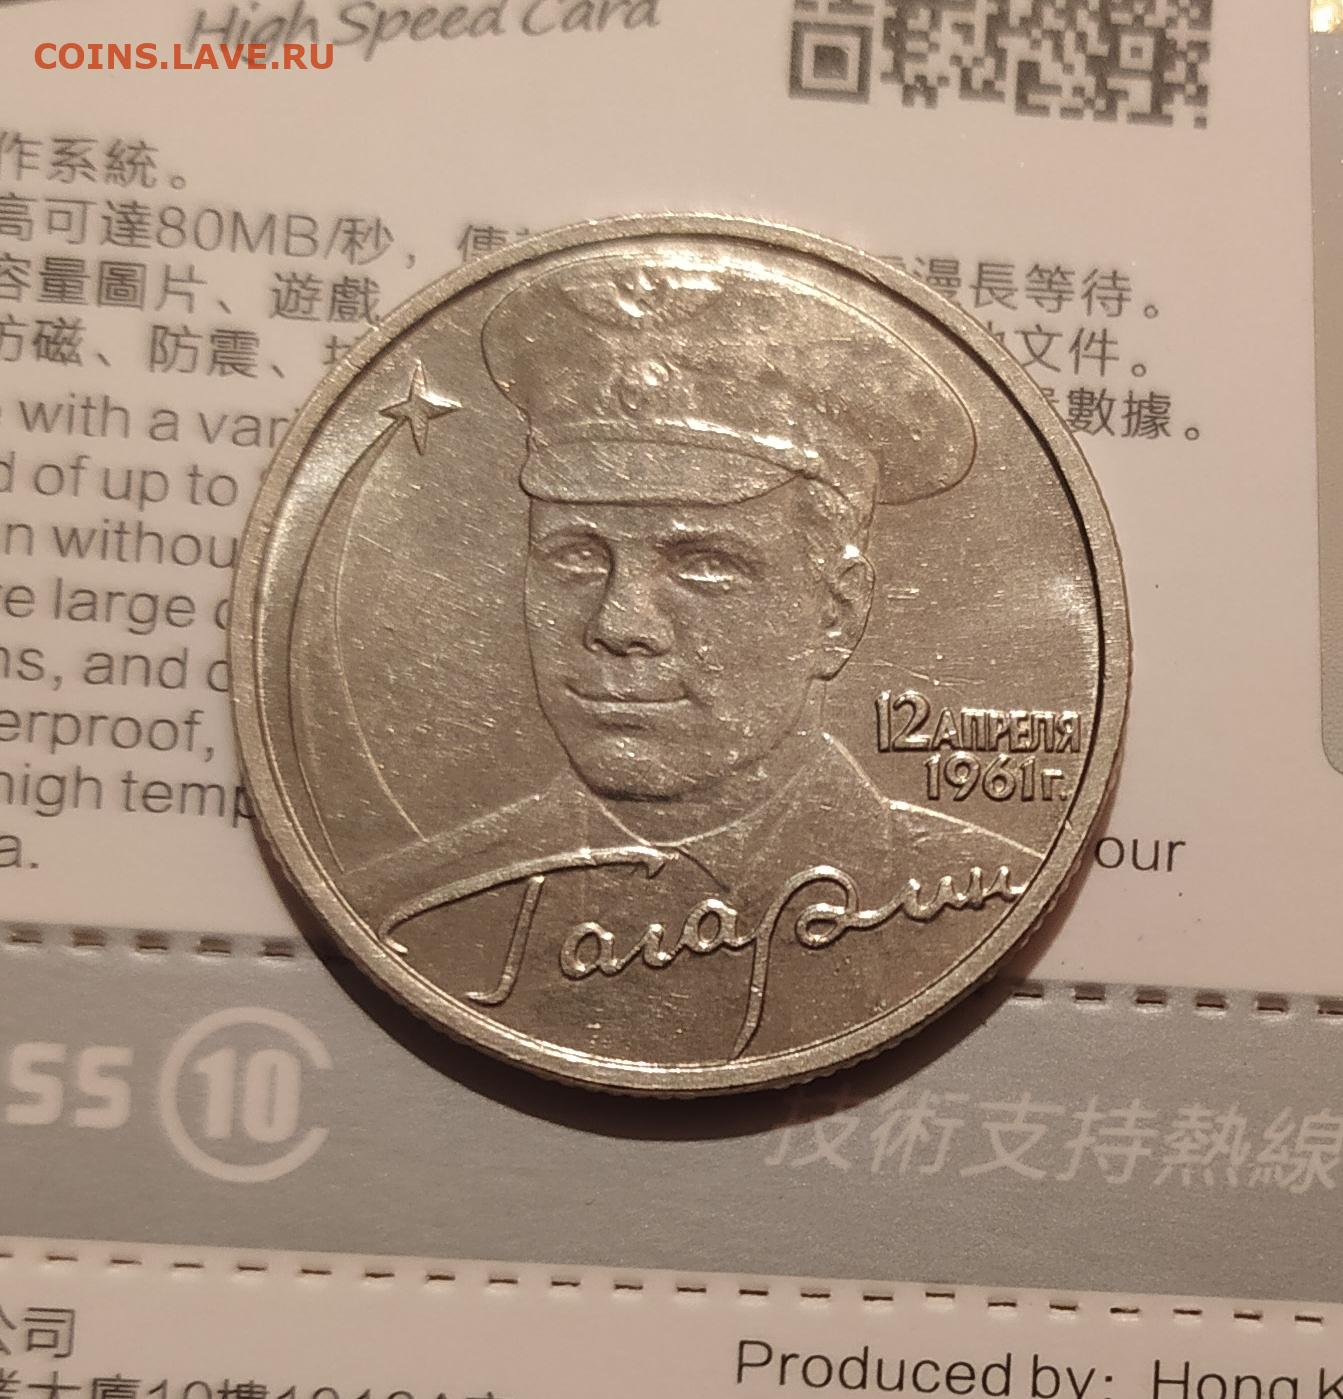 High Speed Card
COINS.LAVE.RU
作系統。
高可達80MB/秒，傳
漫長等待。
容量圖片、遊戲
文件。
防磁、防震、
數據。
with a var
d of up to
n withou
e large
ns, and
erproof,
high temp
a.
our
12 АПРЕЛЯ
1961г.
Гагарин
SS 10
技術支持熱線
公司
Produced by: Hong K